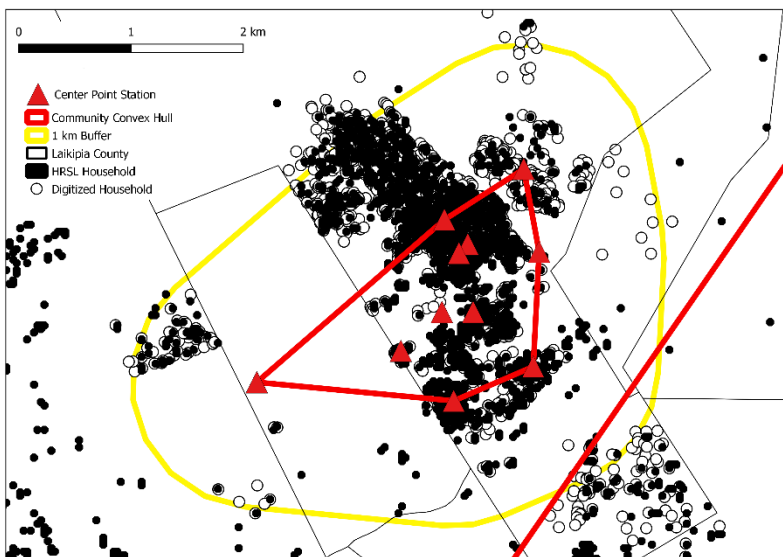 0 1 2 km
Center Point Station
Community Convex Hull
1 km Buffer
Laikipia County
HRSL Household
Digitized Household